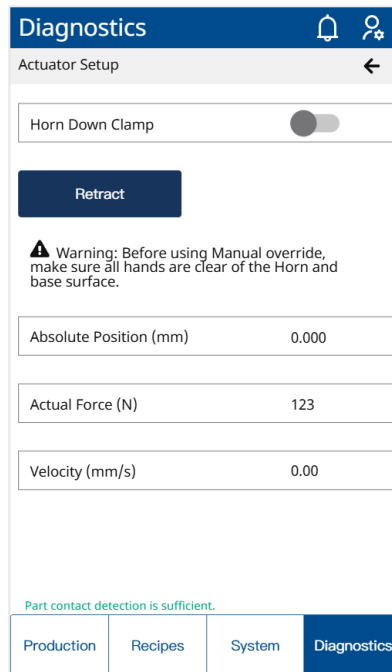 Diagnostics
Actuator Setup
Horn Down Clamp
Retract
Warning: Before using Manual override,
make sure all hands are clear of the Horn and
base surface.
Absolute Position (mm) 0.000
Actual Force (N) 123
Velocity (mm/s) 0.00
Part contact detection is sufficient.
Production Recipes System Diagnostics